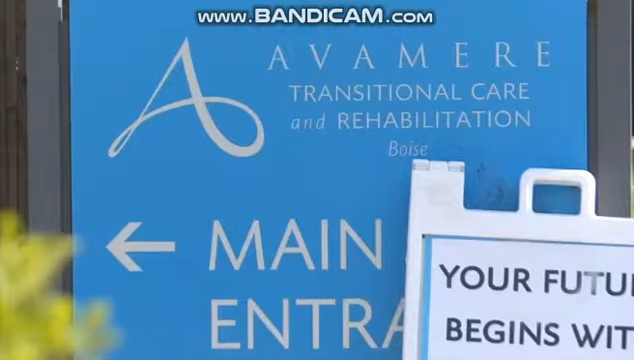 www.BANDICAM.com
AVAMERE
TRANSITIONAL CARE
and REHABILITATION
Boise
← MAIN
ENTRA
YOUR FUTU
BEGINS WIT